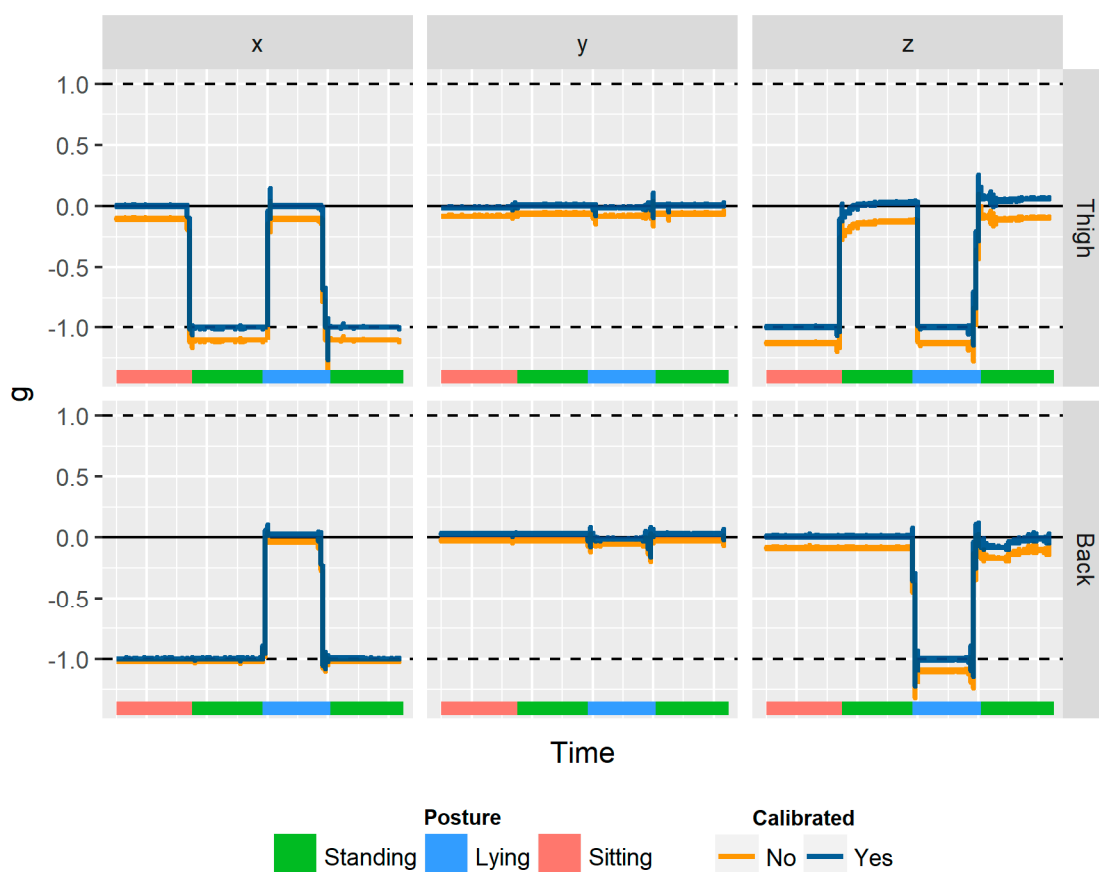 x y z
1.0
0.5
0.0
-0.5
-1.0
Thigh
g
1.0
0.5
0.0
-0.5
-1.0
Back
Time
Posture Calibrated
Standing Lying Sitting No Yes